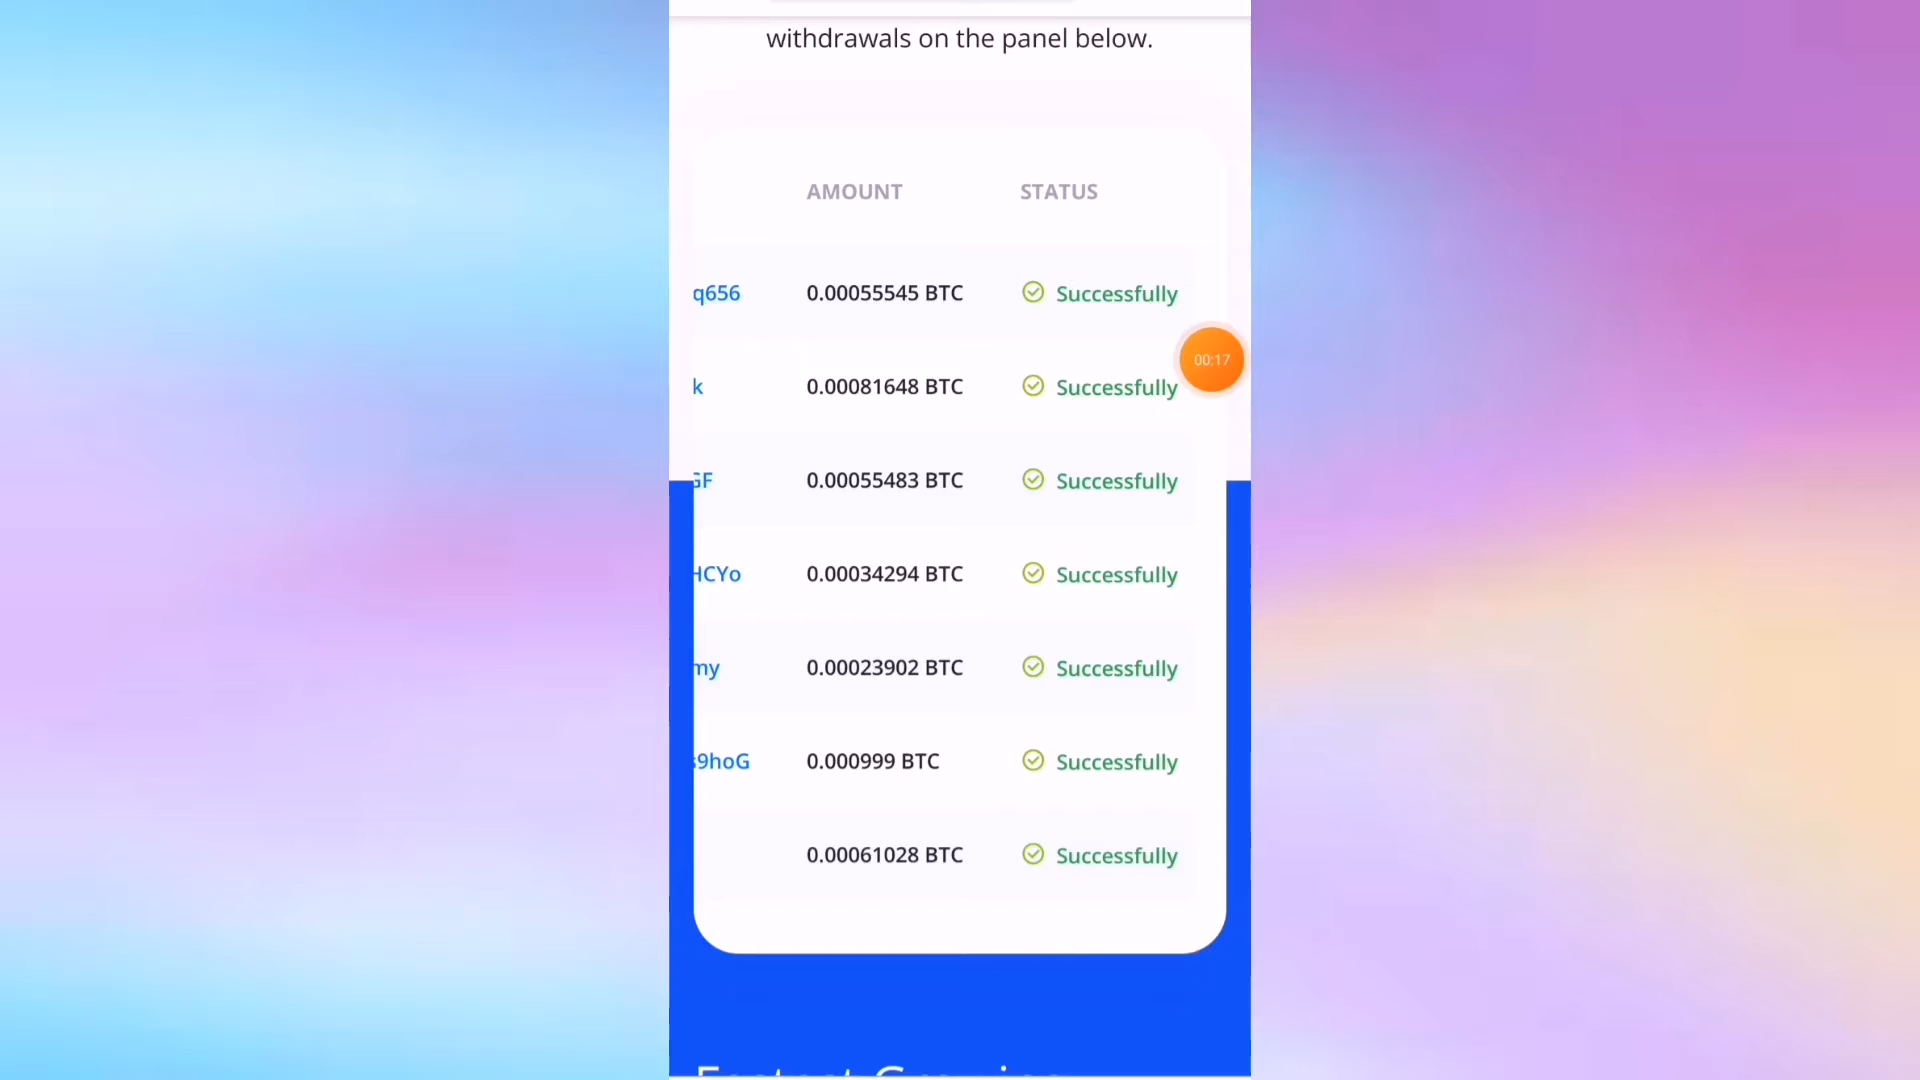 withdrawals on the panel below.
AMOUNT STATUS
q656 0.00055545 BTC Successfully
00:17
k 0.00081648 BTC Successfully
GF 0.00055483 BTC Successfully
HCYo 0.00034294 BTC Successfully
my 0.00023902 BTC Successfully
s9hoG 0.000999 BTC Successfully
0.00061028 BTC Successfully